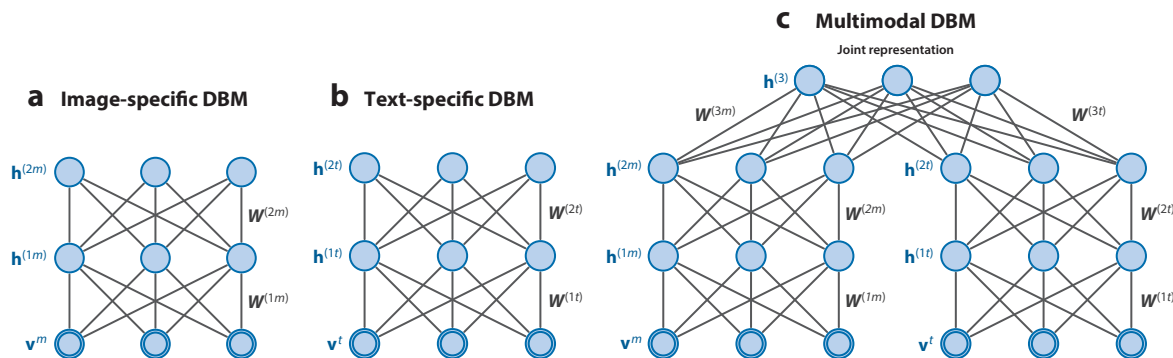 a Image-specific DBM
h(2m)
W(2m)
h(1m)
W(1m)
vm
b Text-specific DBM
h(2t)
W(2t)
h(1t)
W(1t)
vt
c Multimodal DBM
Joint representation
h(3)
W(3m)
W(3t)
h(2m)
h(2t)
W(2m)
W(2t)
h(1m)
h(1t)
W(1m)
W(1t)
vm
vt